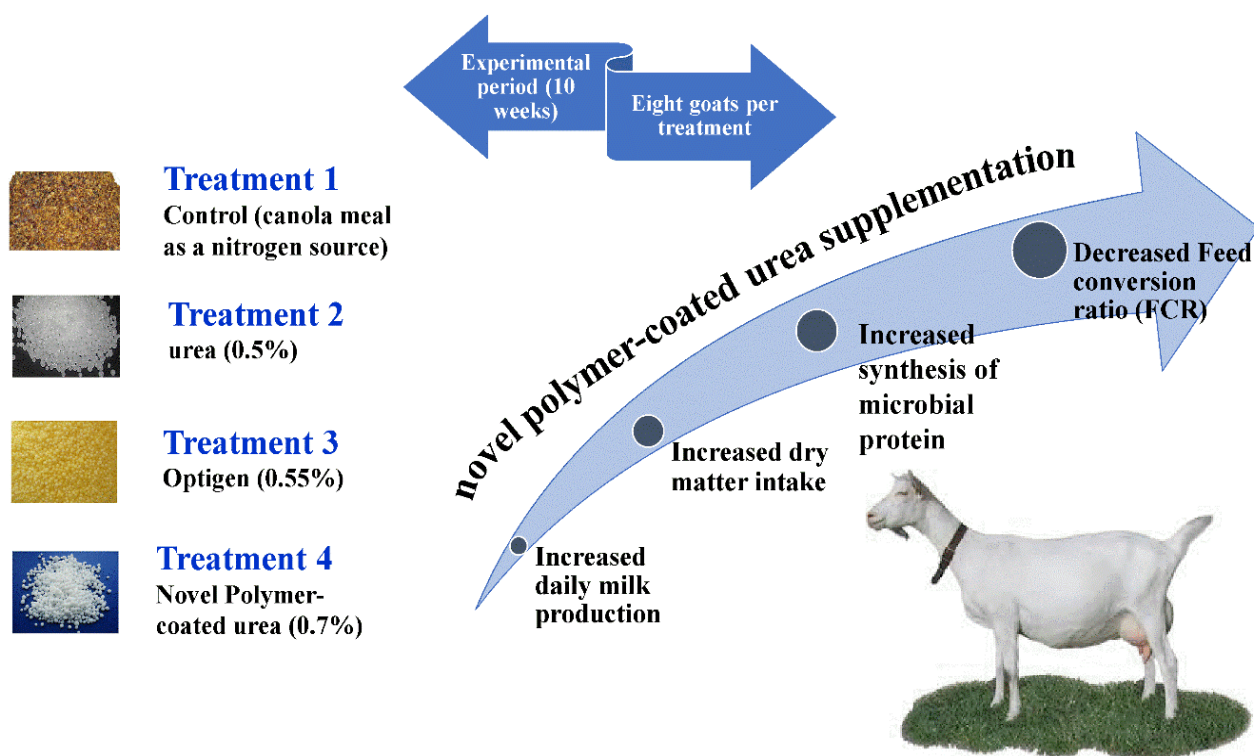 Experimental
period (10
weeks)
Eight goats per
treatment
Treatment 1
Control (canola meal
as a nitrogen source)
Treatment 2
urea (0.5%)
Treatment 3
Optigen (0.55%)
Treatment 4
Novel Polymer-
coated urea (0.7%)
novel polymer-coated urea supplementation
Increased
daily milk
production
Increased dry
matter intake
Increased
synthesis of
microbial
protein
Decreased Feed
conversion
ratio (FCR)